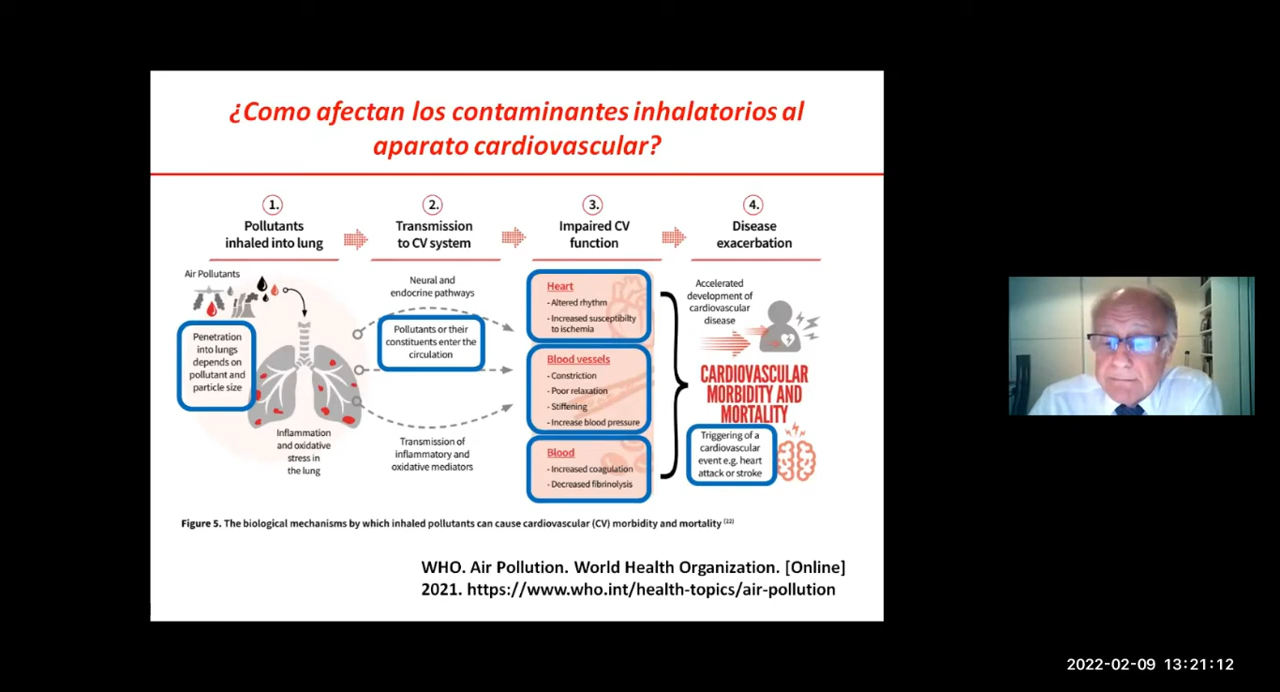 ¿Como afectan los contaminantes inhalatorios al
aparato cardiovascular?
1.
Pollutants
inhaled into lung
2.
Transmission
to CV system
3.
Impaired CV
function
4.
Disease
exacerbation
Air Pollutants
Penetration
into lungs
depends on
pollutant and
particle size
Inflammation
and oxidative
stress in
the lung
Neural and
endocrine pathways
Pollutants or their
constituents enter the
circulation
Transmission of
inflammatory and
oxidative mediators
Heart
- Altered rhythm
- Increased susceptibilty
to ischemia
Blood vessels
- Constriction
- Poor relaxation
- Stiffening
- Increase blood pressure
Blood
- Increased coagulation
- Decreased fibrinolysis
Accelerated
development of
cardiovascular
disease
CARDIOVASCULAR
MORBIDITY AND
MORTALITY
Triggering of a
cardiovascular
event e.g. heart
attack or stroke
Figure 5. The biological mechanisms by which inhaled pollutants can cause cardiovascular (CV) morbidity and mortality (22)
WHO. Air Pollution. World Health Organization. [Online]
2021. https://www.who.int/health-topics/air-pollution
2022-02-09 13:21:12